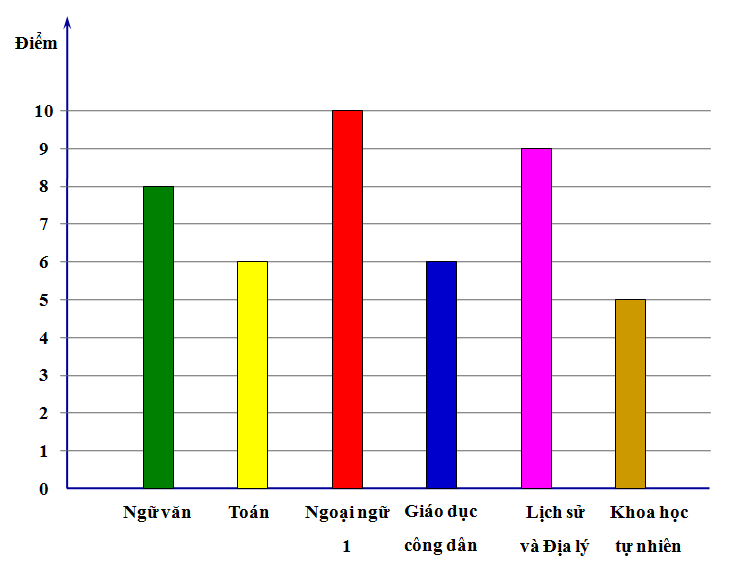 Điểm
10
9
8
7
6
5
4
3
2
1
0
Ngữ văn
Toán
Ngoại ngữ
1
Giáo dục
công dân
Lịch sử
và Địa lý
Khoa học
tự nhiên